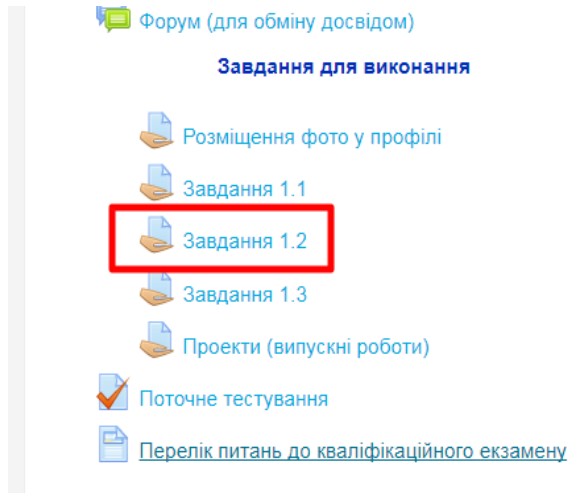 Форум (для обміну досвідом)
Завдання для виконання
Розміщення фото у профілі
Завдання 1.1
Завдання 1.2
Завдання 1.3
Проекти (випускні роботи)
Поточне тестування
Перелік питань до кваліфікаційного екзамену